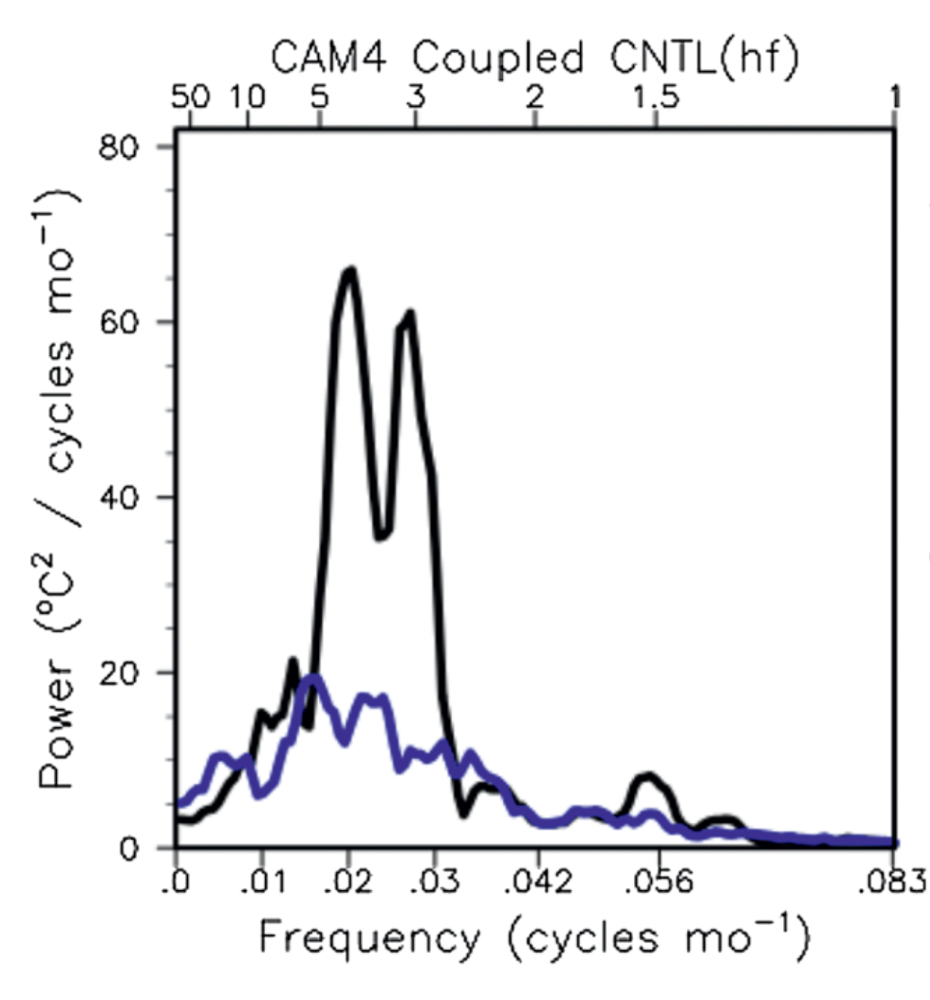 CAM4 Coupled CNTL(hf)
50 10 5 3 2 1.5 1
80
60
40
20
0
Power (°C² / cycles mo⁻¹)
.0 .01 .02 .03 .042 .056 .083
Frequency (cycles mo⁻¹)